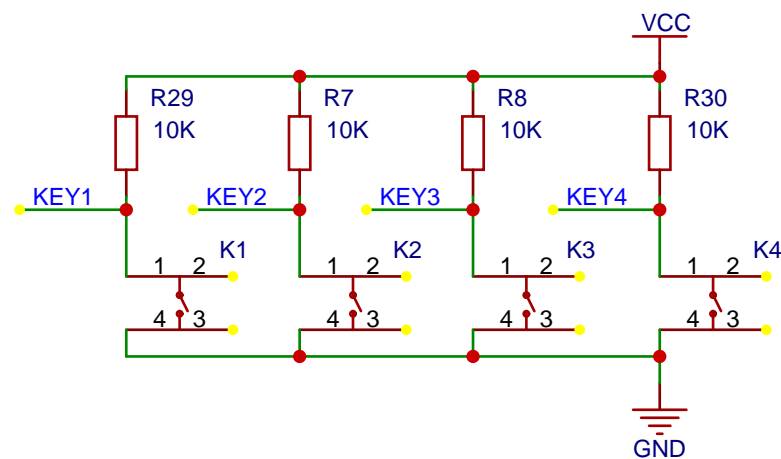 VCC
R29 R7 R8 R30
10K 10K 10K 10K
KEY1 KEY2 KEY3 KEY4
K1 K2 K3 K4
1 2 1 2 1 2 1 2
4 3 4 3 4 3 4 3
GND